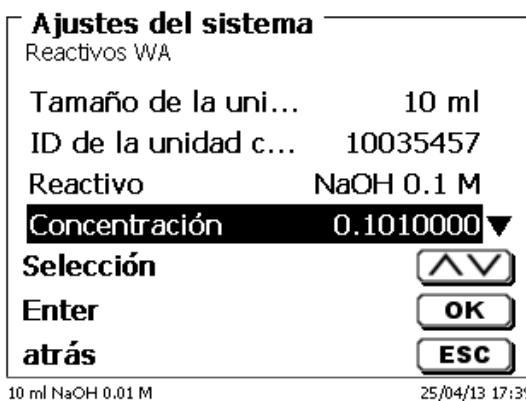 Ajustes del sistema
Reactivos WA
Tamaño de la uni... 10 ml
ID de la unidad c... 10035457
Reactivo NaOH 0.1 M
Concentración 0.1010000
Selección
Enter OK
atrás ESC
10 ml NaOH 0.01 M 25/04/13 17:39